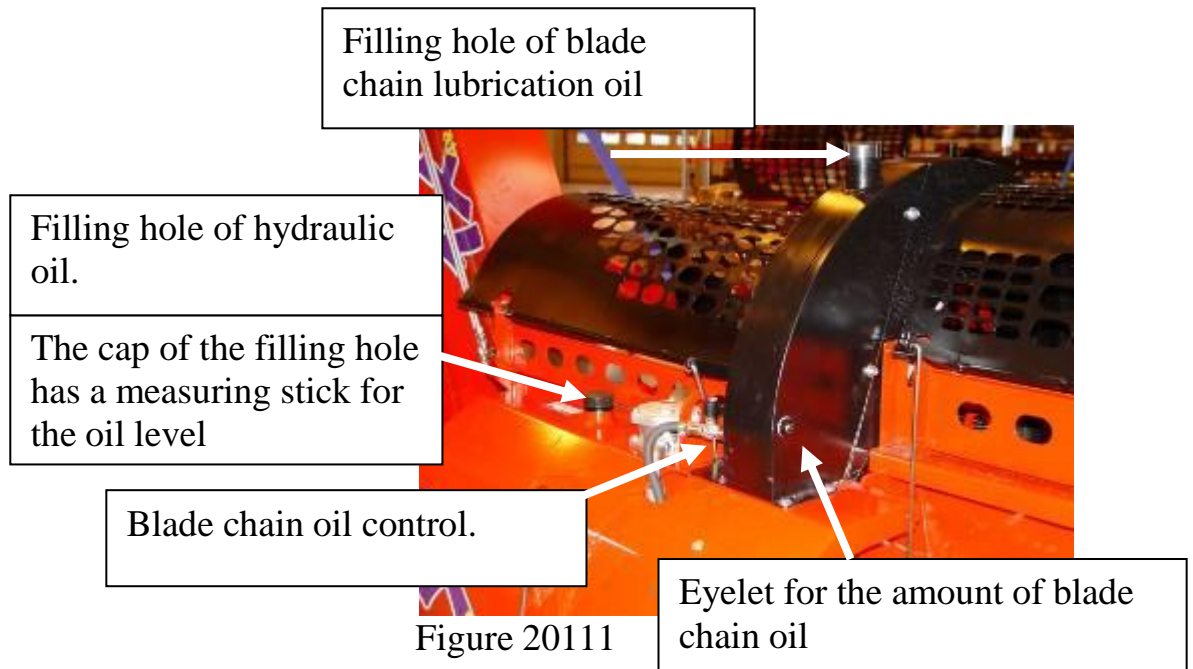 Filling hole of blade
chain lubrication oil
Filling hole of hydraulic
oil.
The cap of the filling hole
has a measuring stick for
the oil level
Blade chain oil control.
Eyelet for the amount of blade
chain oil
Figure 20111